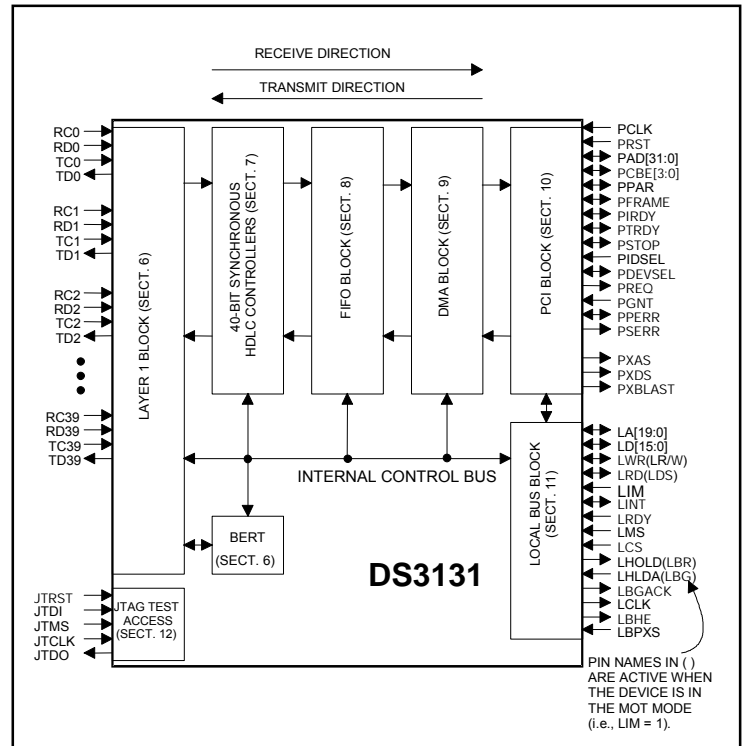 RECEIVE DIRECTION
TRANSMIT DIRECTION
RC0
RD0
TC0
TD0
RC1
RD1
TC1
TD1
RC2
RD2
TC2
TD2
RC39
RD39
TC39
TD39
JTRST
JTDI
JTMS
JTCLK
JTDO
LAYER 1 BLOCK (SECT. 6)
40-BIT SYNCHRONOUS
HDLC CONTROLLERS (SECT. 7)
FIFO BLOCK (SECT. 8)
DMA BLOCK (SECT. 9)
PCI BLOCK (SECT. 10)
INTERNAL CONTROL BUS
BERT
(SECT. 6)
JTAG TEST
ACCESS
(SECT. 12)
DS3131
LOCAL BUS BLOCK
(SECT. 11)
PCLK
PRST
PAD[31:0]
PCBE[3:0]
PPAR
PFRAME
PIRDY
PTRDY
PSTOP
PIDSEL
PDEVSEL
PREQ
PGNT
PPERR
PSERR
PXAS
PXDS
PXBLAST
LA[19:0]
LD[15:0]
LWR(LR/W)
LRD(LDS)
LIM
LINT
LRDY
LMS
LCS
LHOLD(LBR)
LHLDA(LBG)
LBGACK
LCLK
LBHE
LBPXS
PIN NAMES IN ( )
ARE ACTIVE WHEN
THE DEVICE IS IN
THE MOT MODE
(i.e., LIM = 1).